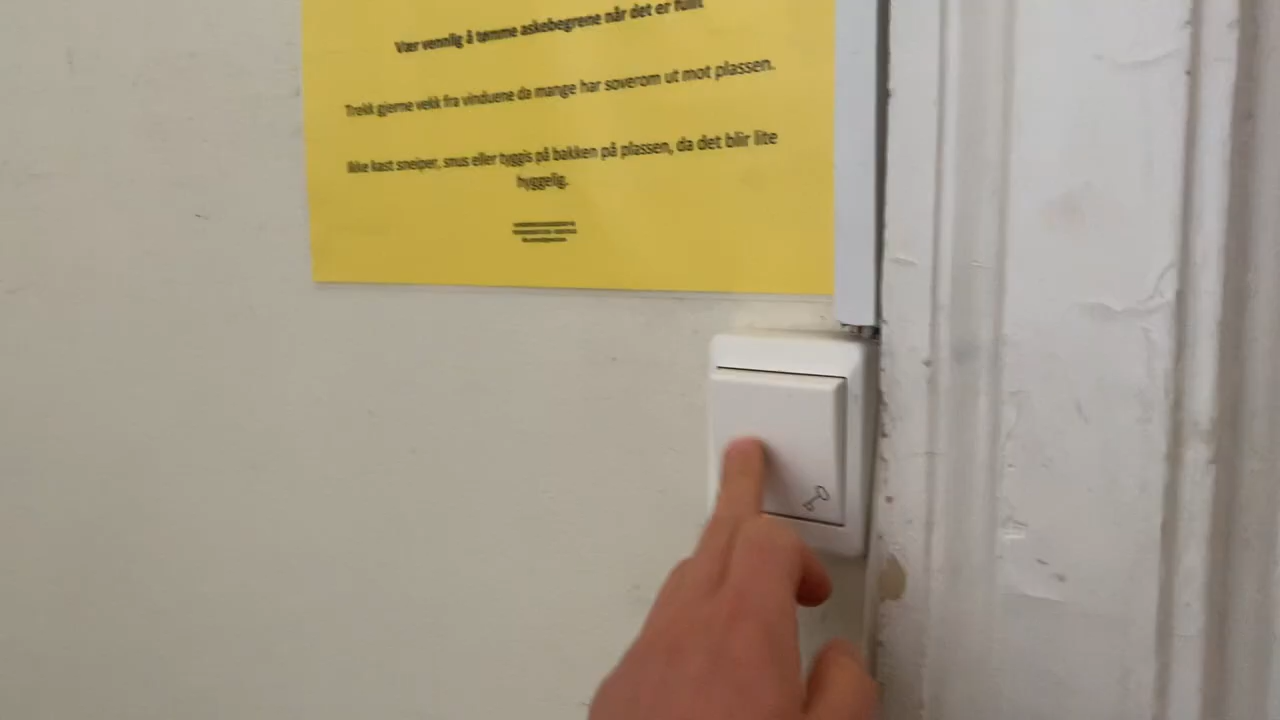 Vær vennlig å tømme askebegrene når det er fullt
Trekk gjerne vekk fra vinduene da mange har soverom ut mot plassen.
Ikke kast sneiper, snus eller tyggis på bakken på plassen, da det blir lite
hyggelig.